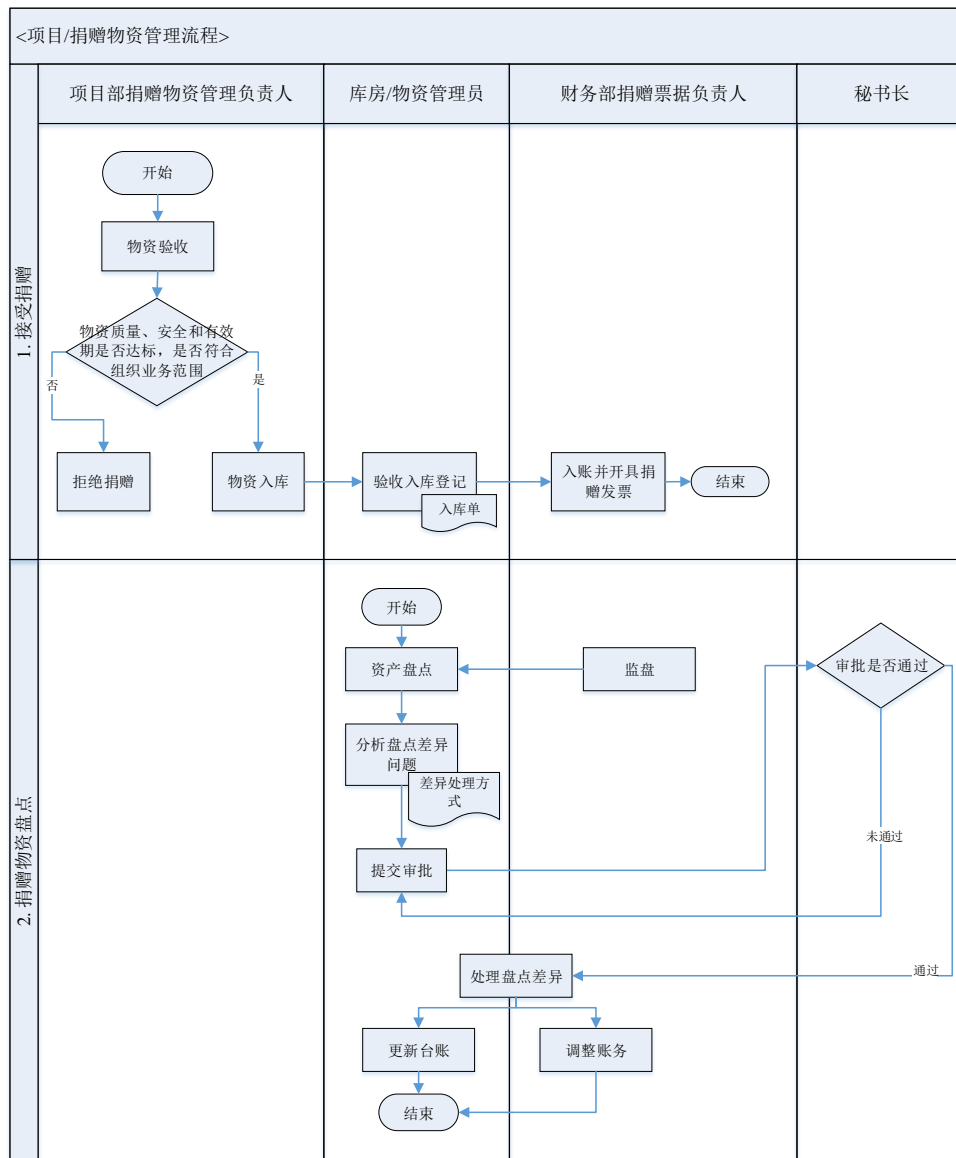 <项目/捐赠物资管理流程>
项目部捐赠物资管理负责人
库房/物资管理员
财务部捐赠票据负责人
秘书长
1. 接受捐赠
开始
物资验收
物资质量、安全和有效
期是否达标，是否符合
组织业务范围
否
是
拒绝捐赠
物资入库
验收入库登记
入库单
入账并开具捐
赠发票
结束
2. 捐赠物资盘点
开始
资产盘点
监盘
审批是否通过
分析盘点差异
问题
差异处理方
式
未通过
提交审批
通过
处理盘点差异
更新台账
调整账务
结束